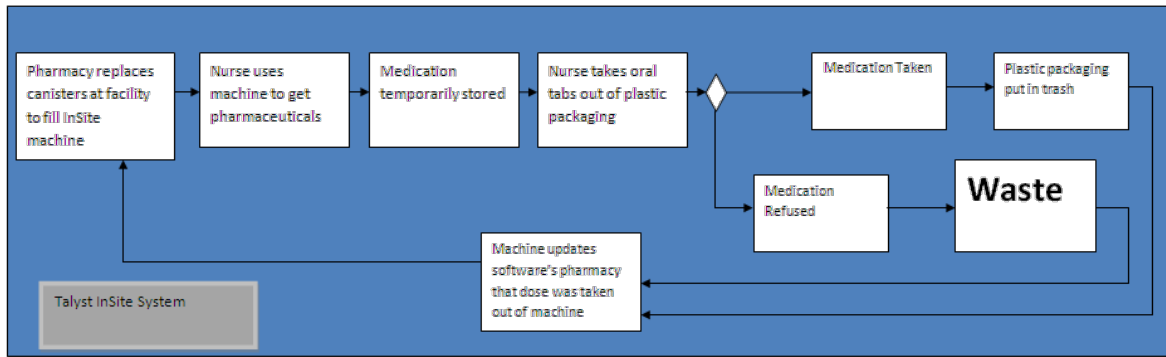 Pharmacy replaces
canisters at facility
to fill InSite
machine
Nurse uses
machine to get
pharmaceuticals
Medication
temporarily stored
Nurse takes oral
tabs out of plastic
packaging
Medication Taken
Plastic packaging
put in trash
Medication
Refused
Waste
Machine updates
software's pharmacy
that dose was taken
out of machine
Talyst InSite System